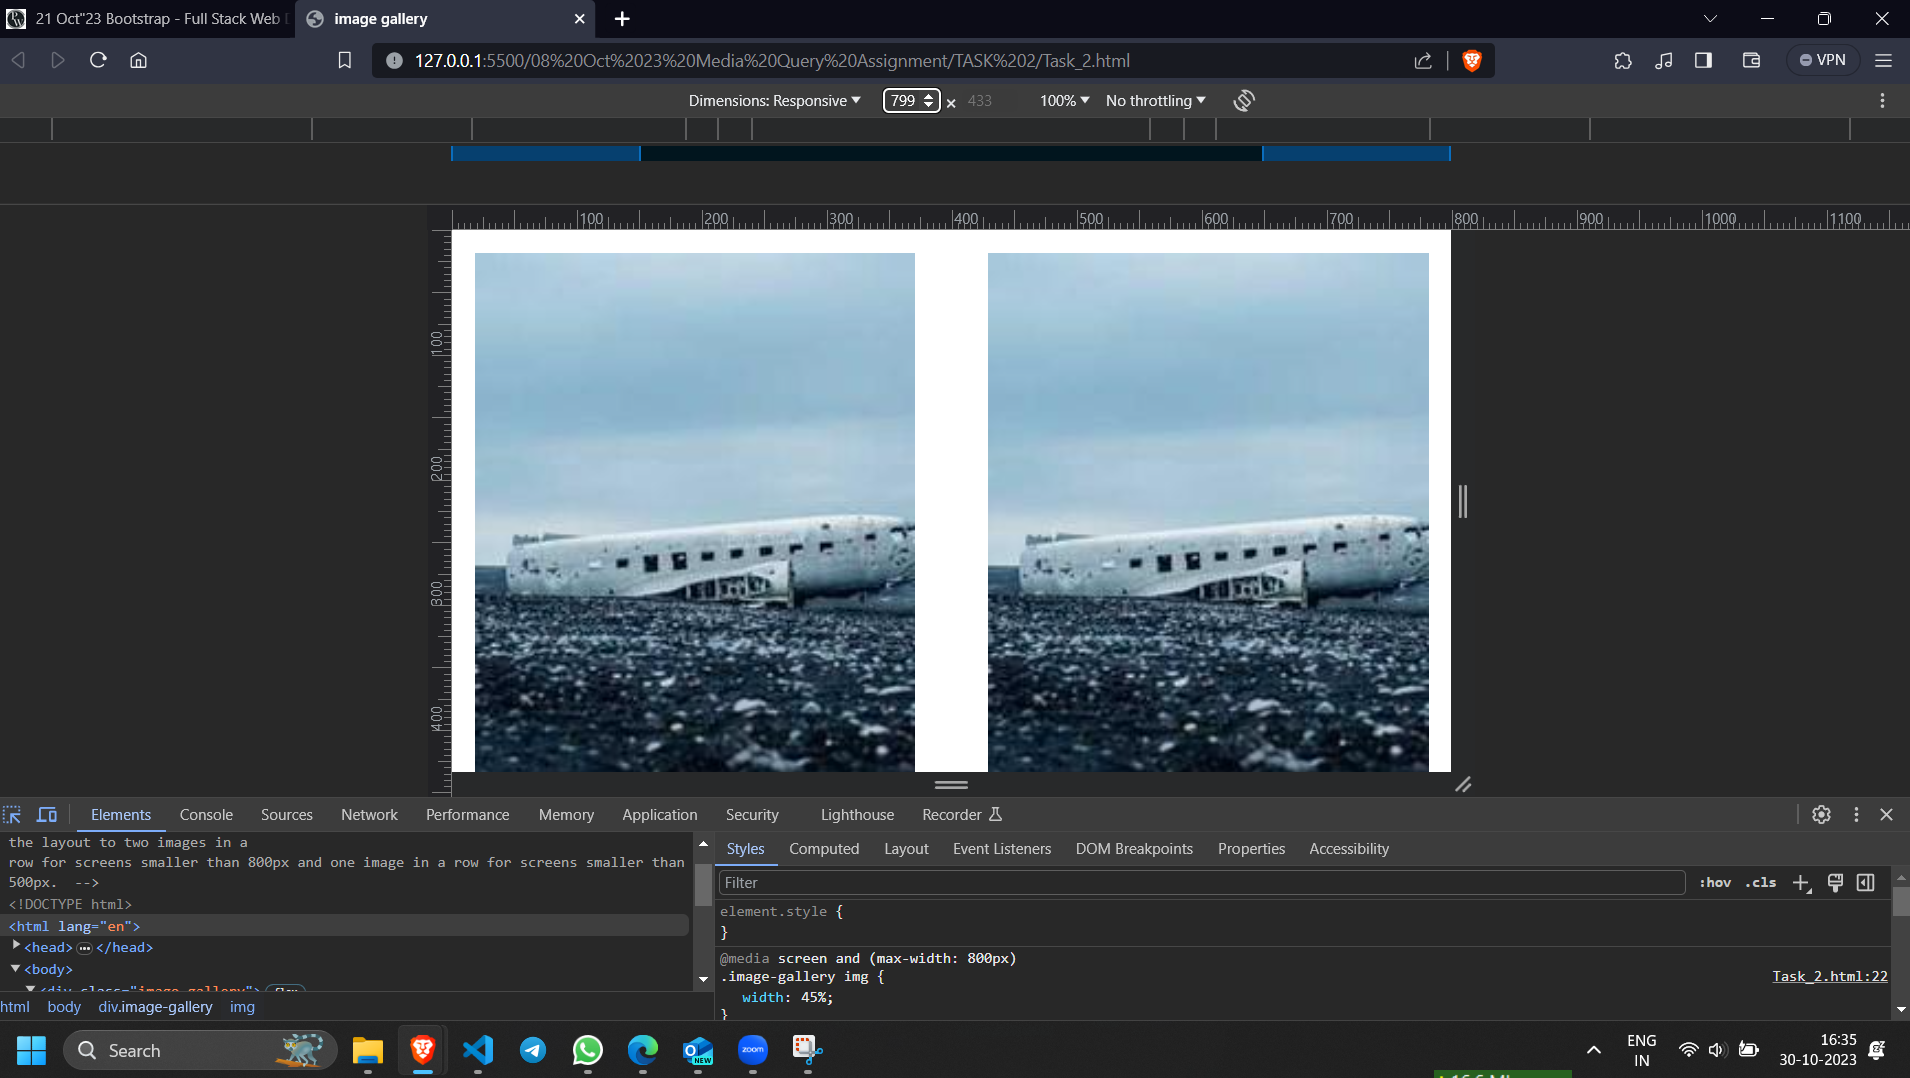 21 Oct"23 Bootstrap - Full Stack Web
image gallery
127.0.0.1:5500/08%20Oct%2023%20Media%20Query%20Assignment/TASK%202/Task_2.html
VPN
Dimensions: Responsive 799 × 433 100% No throttling
100 200 300 400 500 600 700 800 900 1000 1100
100
200
300
400
Elements Console Sources Network Performance Memory Application Security Lighthouse Recorder
the layout to two images in a
row for screens smaller than 800px and one image in a row for screens smaller than
500px. -->
<!DOCTYPE html>
<html lang="en">
<head> ••• </head>
<body>
<div class="image-gallery"> flex
html body div.image-gallery img
Styles Computed Layout Event Listeners DOM Breakpoints Properties Accessibility
Filter :hov .cls
element.style {
}
@media screen and (max-width: 800px)
.image-gallery img { Task_2.html:22
width: 45%;
}
Search
NEW
zoom
ENG
IN
16:35
30-10-2023